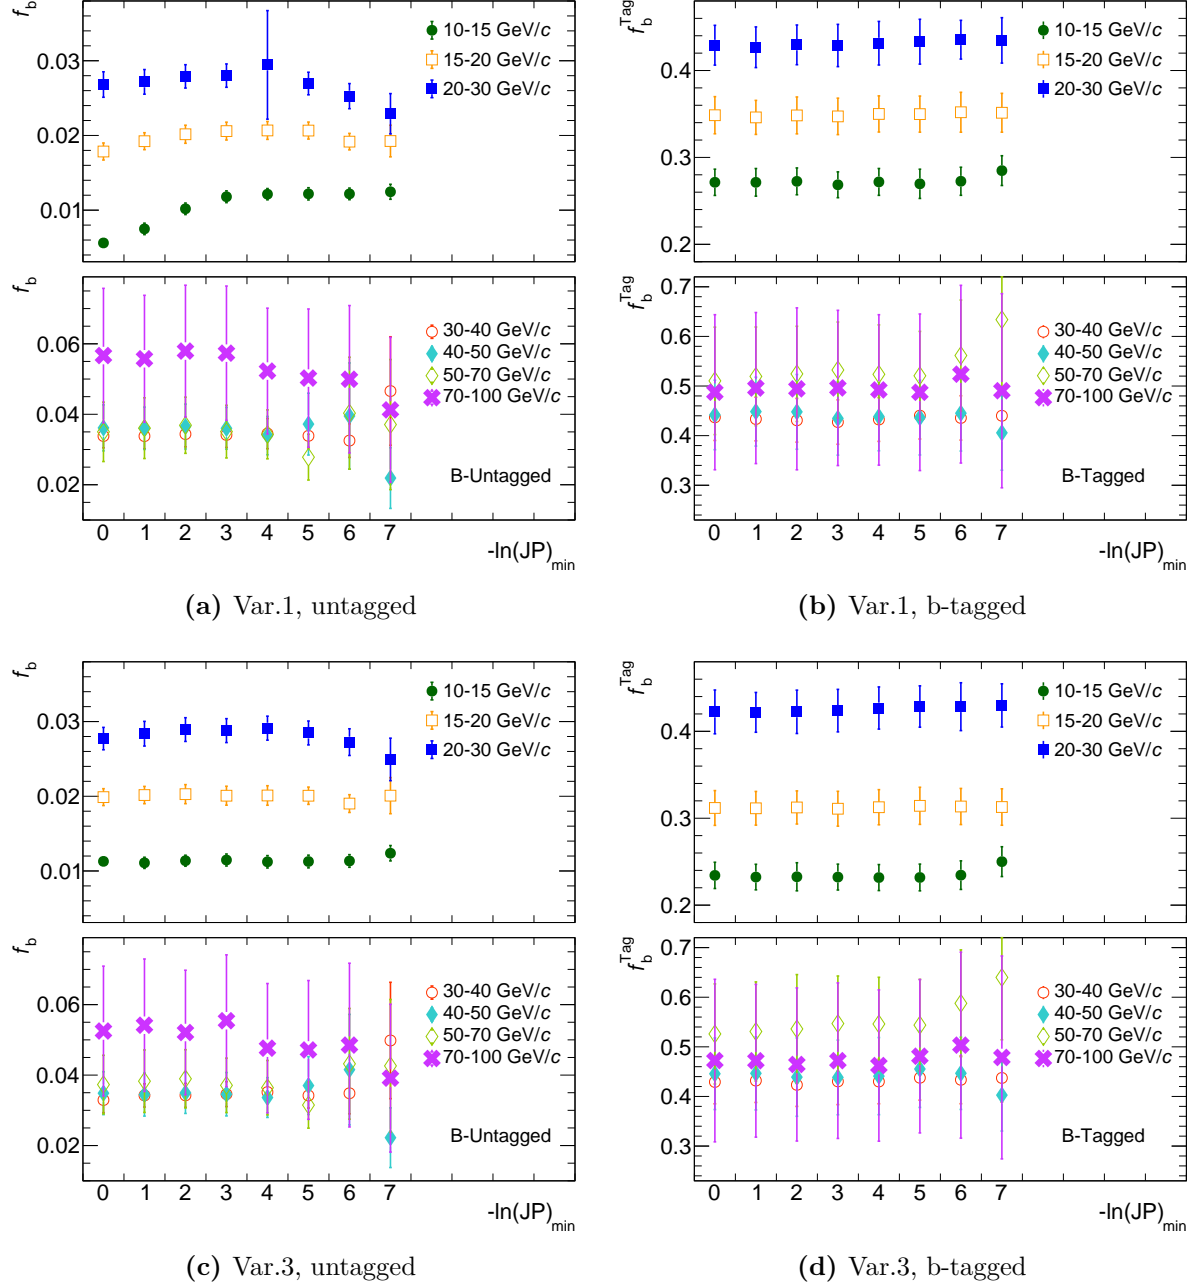 f_b
0.03
0.02
0.01
10-15 GeV/c
15-20 GeV/c
20-30 GeV/c
f_b
0.06
0.04
0.02
30-40 GeV/c
40-50 GeV/c
50-70 GeV/c
70-100 GeV/c
B-Untagged
0 1 2 3 4 5 6 7
-ln(JP)_min
(a) Var.1, untagged
f_b^Tag
0.4
0.3
0.2
10-15 GeV/c
15-20 GeV/c
20-30 GeV/c
f_b^Tag
0.7
0.6
0.5
0.4
0.3
30-40 GeV/c
40-50 GeV/c
50-70 GeV/c
70-100 GeV/c
B-Tagged
0 1 2 3 4 5 6 7
-ln(JP)_min
(b) Var.1, b-tagged
f_b
0.03
0.02
0.01
10-15 GeV/c
15-20 GeV/c
20-30 GeV/c
f_b
0.06
0.04
0.02
30-40 GeV/c
40-50 GeV/c
50-70 GeV/c
70-100 GeV/c
B-Untagged
0 1 2 3 4 5 6 7
-ln(JP)_min
(c) Var.3, untagged
f_b^Tag
0.4
0.3
0.2
10-15 GeV/c
15-20 GeV/c
20-30 GeV/c
f_b^Tag
0.7
0.6
0.5
0.4
0.3
30-40 GeV/c
40-50 GeV/c
50-70 GeV/c
70-100 GeV/c
B-Tagged
0 1 2 3 4 5 6 7
-ln(JP)_min
(d) Var.3, b-tagged